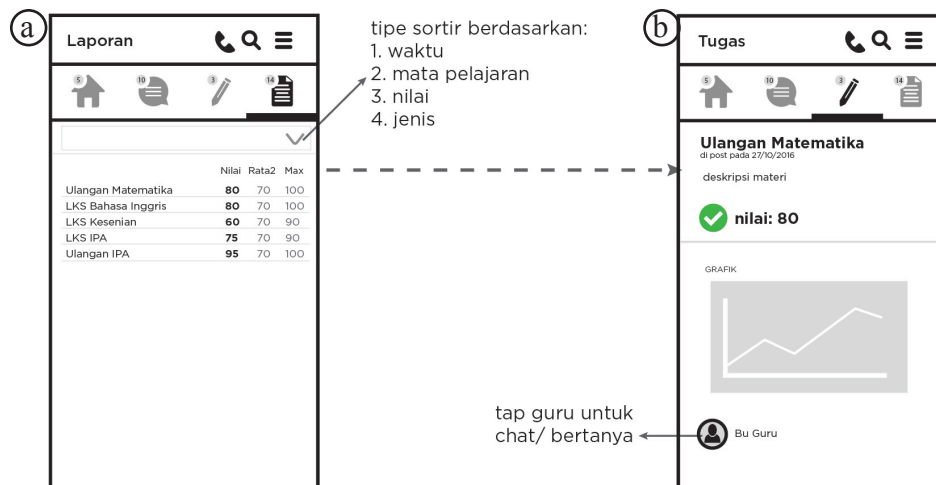 a
Laporan
5
10
3
14
Nilai Rata2 Max
Ulangan Matematika 80 70 100
LKS Bahasa Inggris 80 70 100
LKS Kesenian 60 70 90
LKS IPA 75 70 90
Ulangan IPA 95 70 100
tipe sortir berdasarkan:
1. waktu
2. mata pelajaran
3. nilai
4. jenis
b
Tugas
5
10
3
14
Ulangan Matematika
di post pada 27/10/2016
deskripsi materi
nilai: 80
GRAFIK
tap guru untuk
chat/ bertanya
Bu Guru